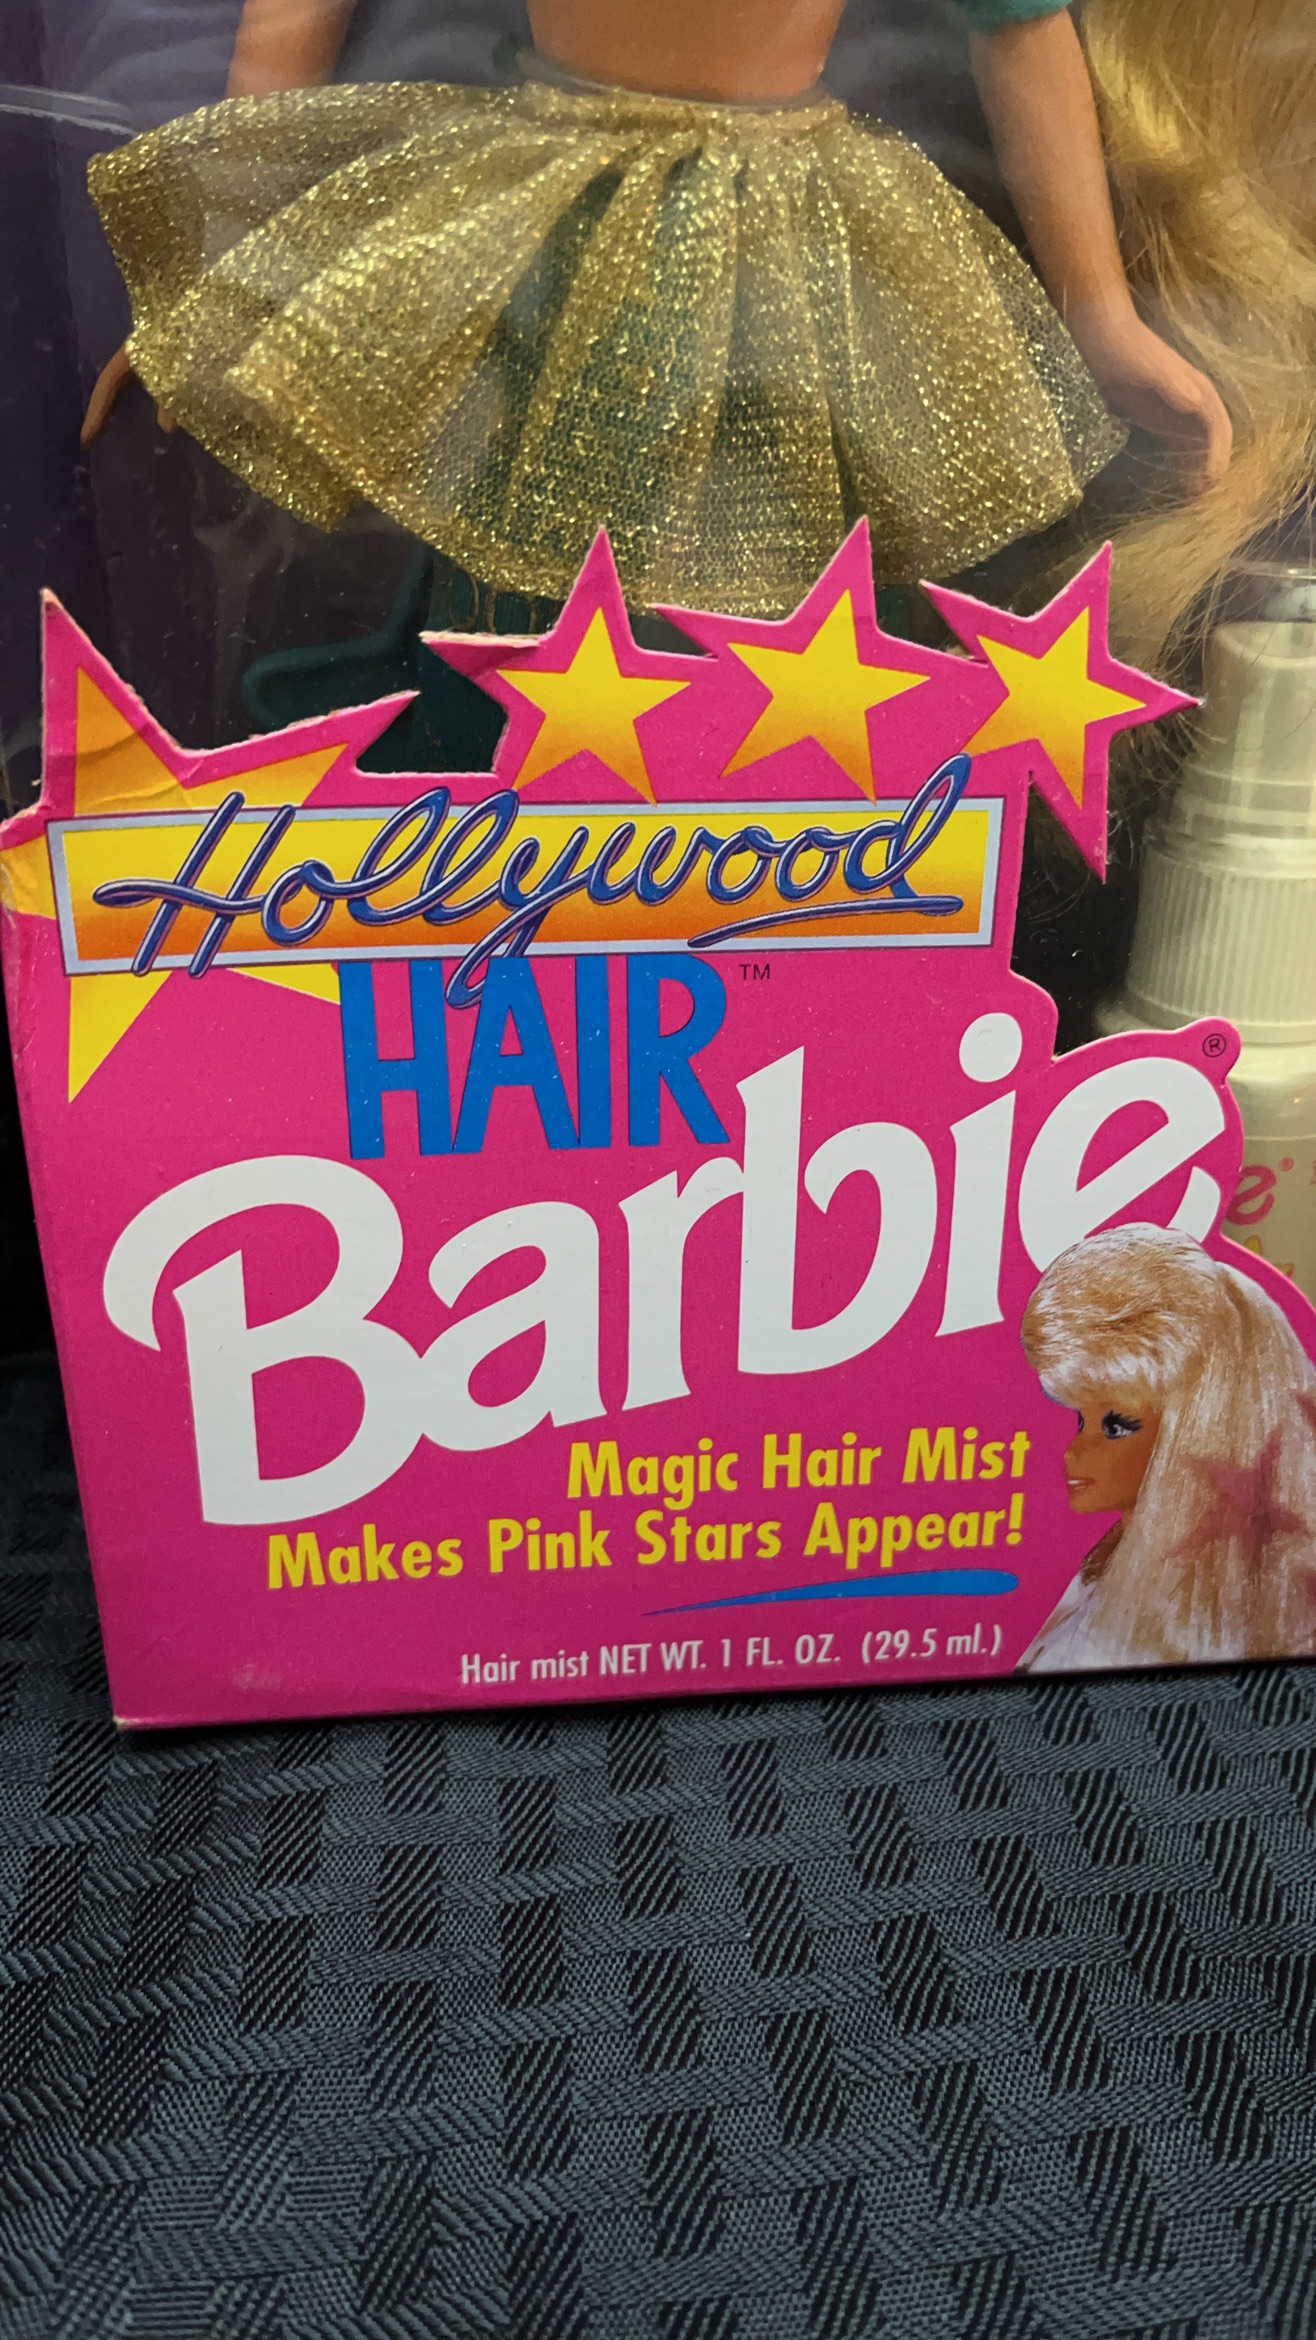 Hollywood
HAIR™
Barbie®
Magic Hair Mist
Makes Pink Stars Appear!
Hair mist NET WT. 1 FL. OZ. (29.5 ml.)